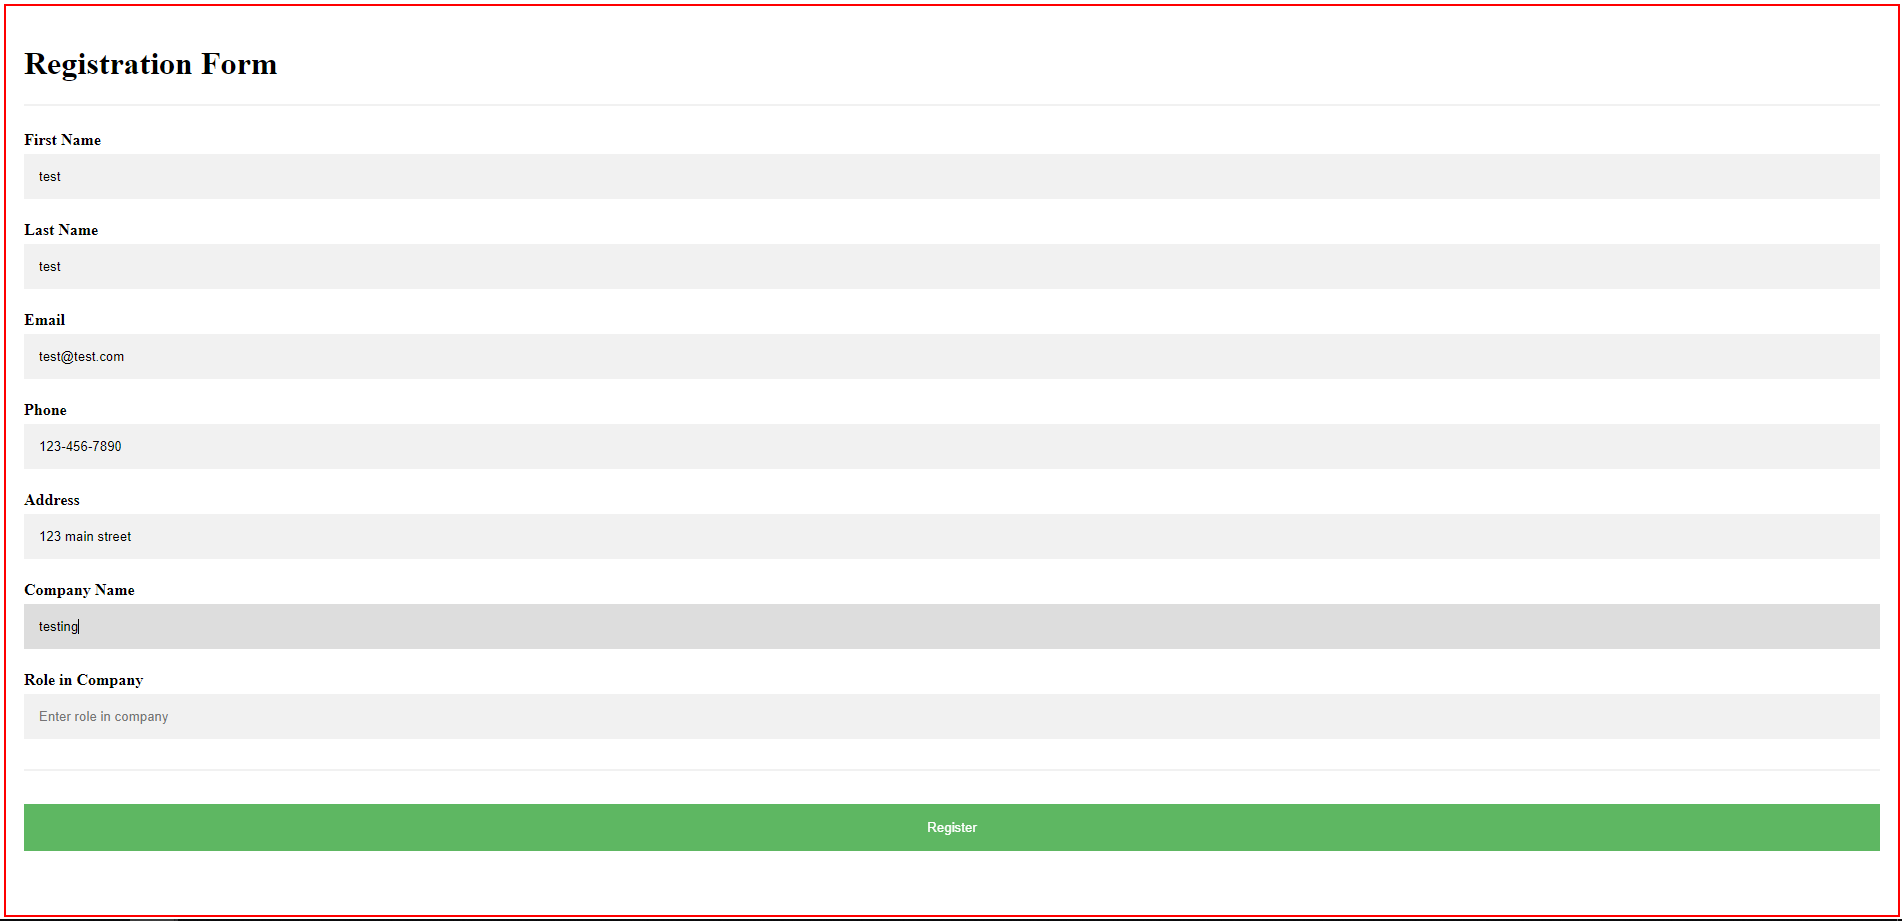 Registration Form
First Name
test
Last Name
test
Email
test@test.com
Phone
123-456-7890
Address
123 main street
Company Name
testing
Role in Company
Enter role in company
Register